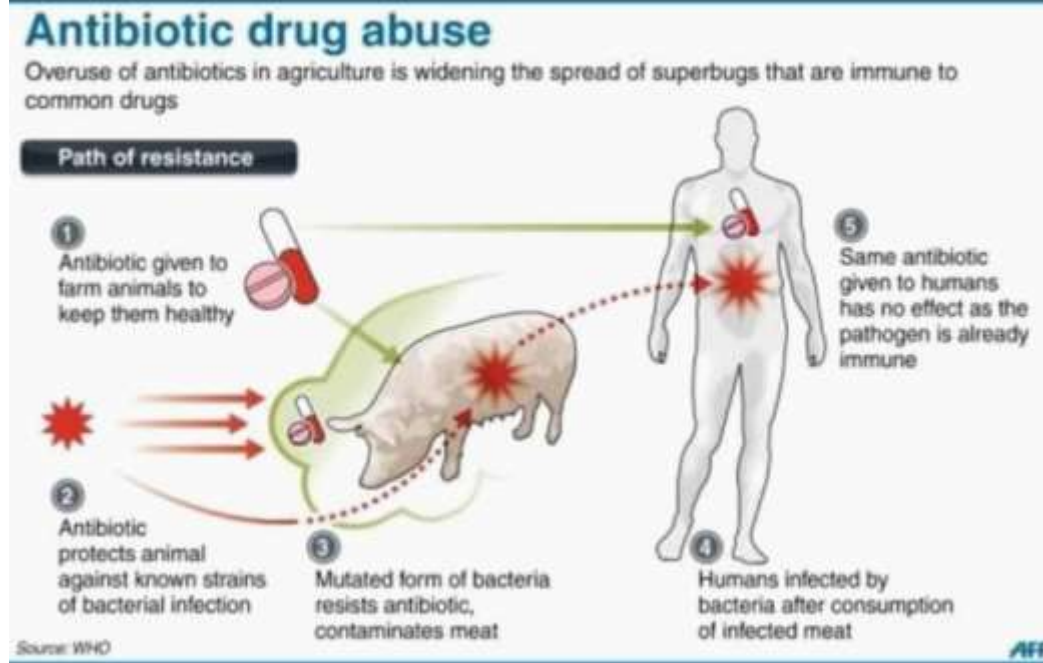 Antibiotic drug abuse
Overuse of antibiotics in agriculture is widening the spread of superbugs that are immune to
common drugs
Path of resistance
1
Antibiotic given to
farm animals to
keep them healthy
2
Antibiotic
protects animal
against known strains
of bacterial infection
3
Mutated form of bacteria
resists antibiotic,
contaminates meat
4
Humans infected by
bacteria after consumption
of infected meat
5
Same antibiotic
given to humans
has no effect as the
pathogen is already
immune
Source: WHO
AFP